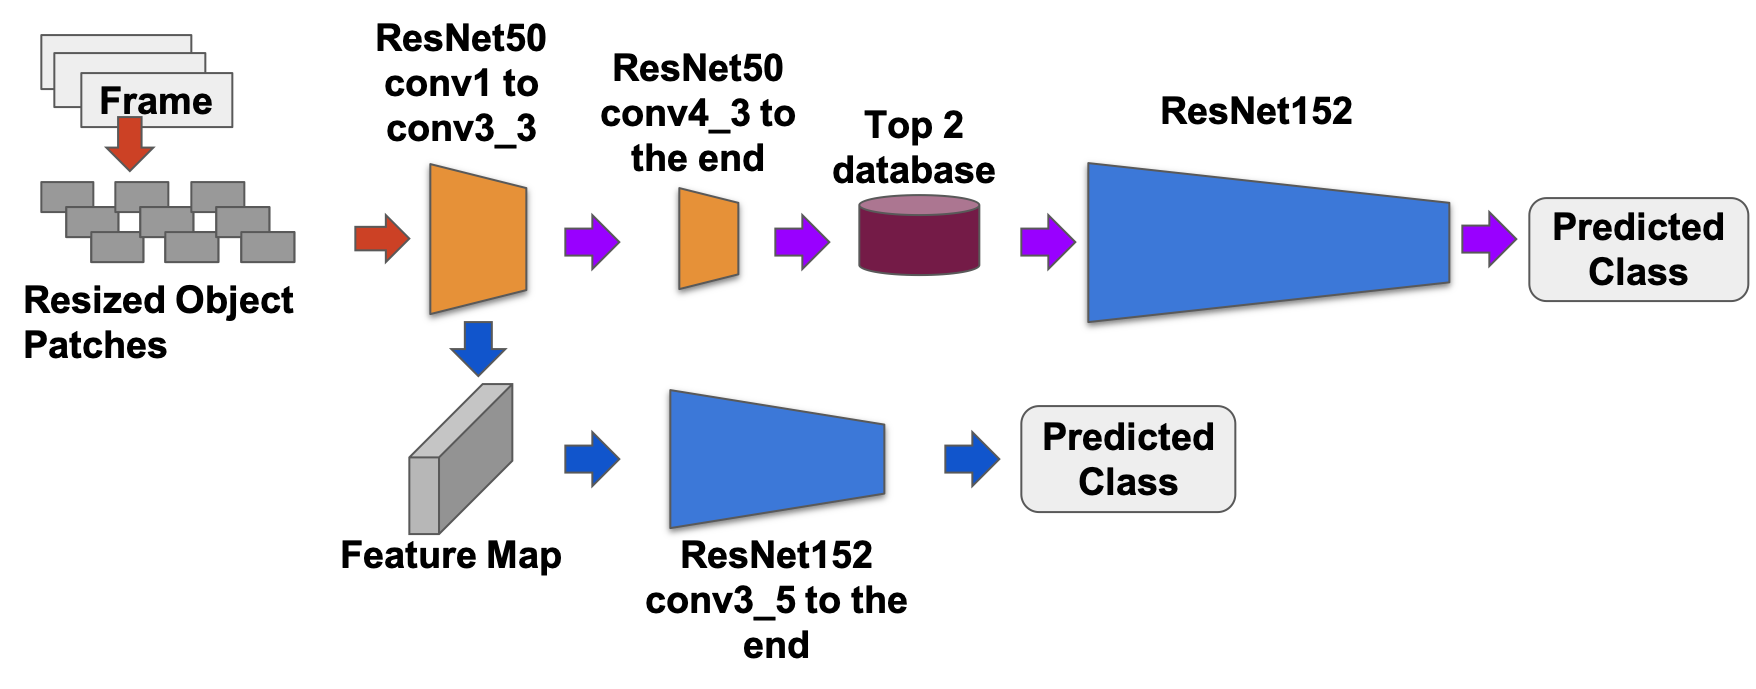 Frame
Resized Object
Patches
ResNet50
conv1 to
conv3_3
ResNet50
conv4_3 to
the end
Top 2
database
ResNet152
Predicted
Class
Feature Map
ResNet152
conv3_5 to the
end
Predicted
Class